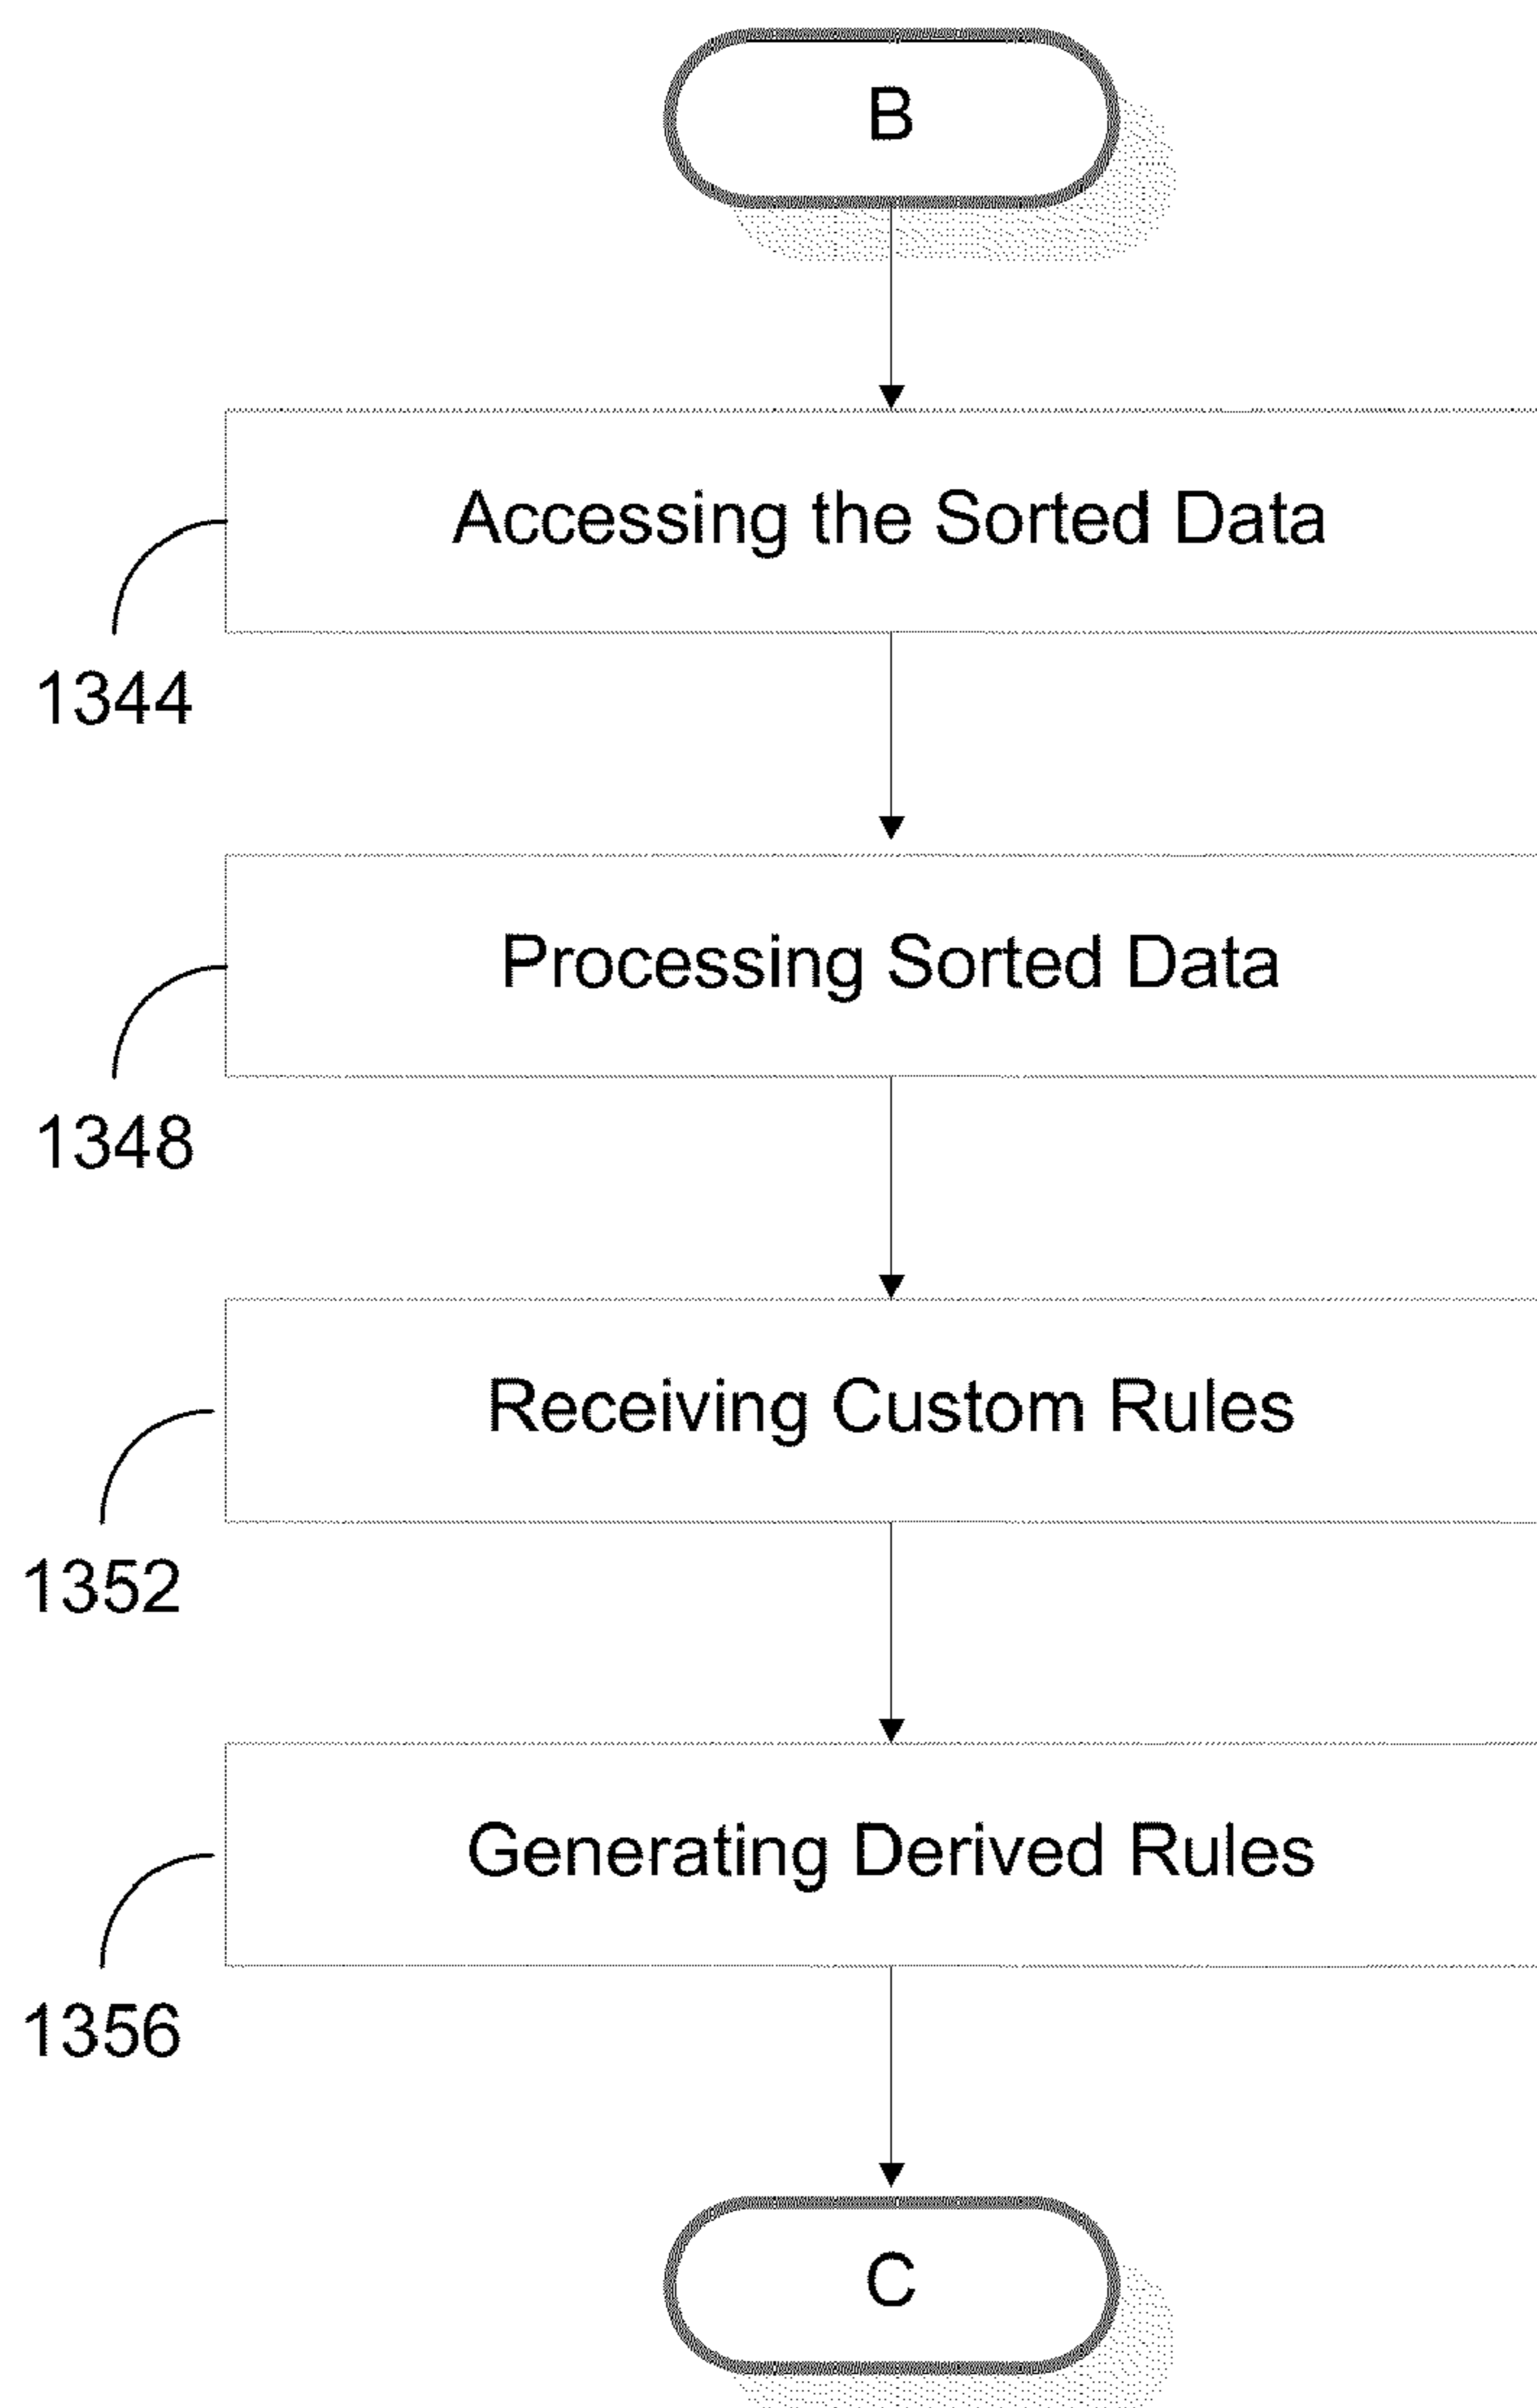 B
Accessing the Sorted Data
1344
Processing Sorted Data
1348
Receiving Custom Rules
1352
Generating Derived Rules
1356
C